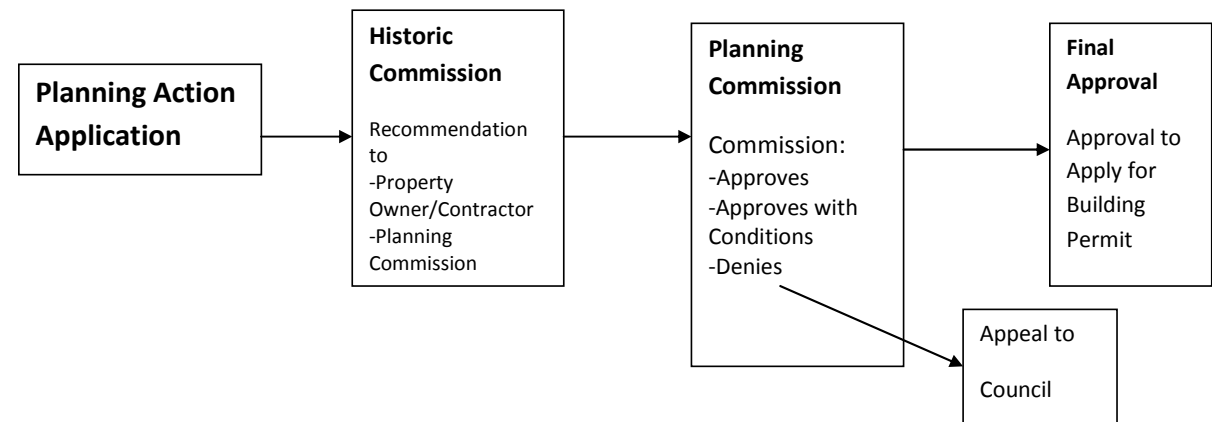 Planning Action
Application
Historic
Commission
Recommendation
to
-Property
Owner/Contractor
-Planning
Commission
Planning
Commission
Commission:
-Approves
-Approves with
Conditions
-Denies
Final
Approval
Approval to
Apply for
Building
Permit
Appeal to
Council